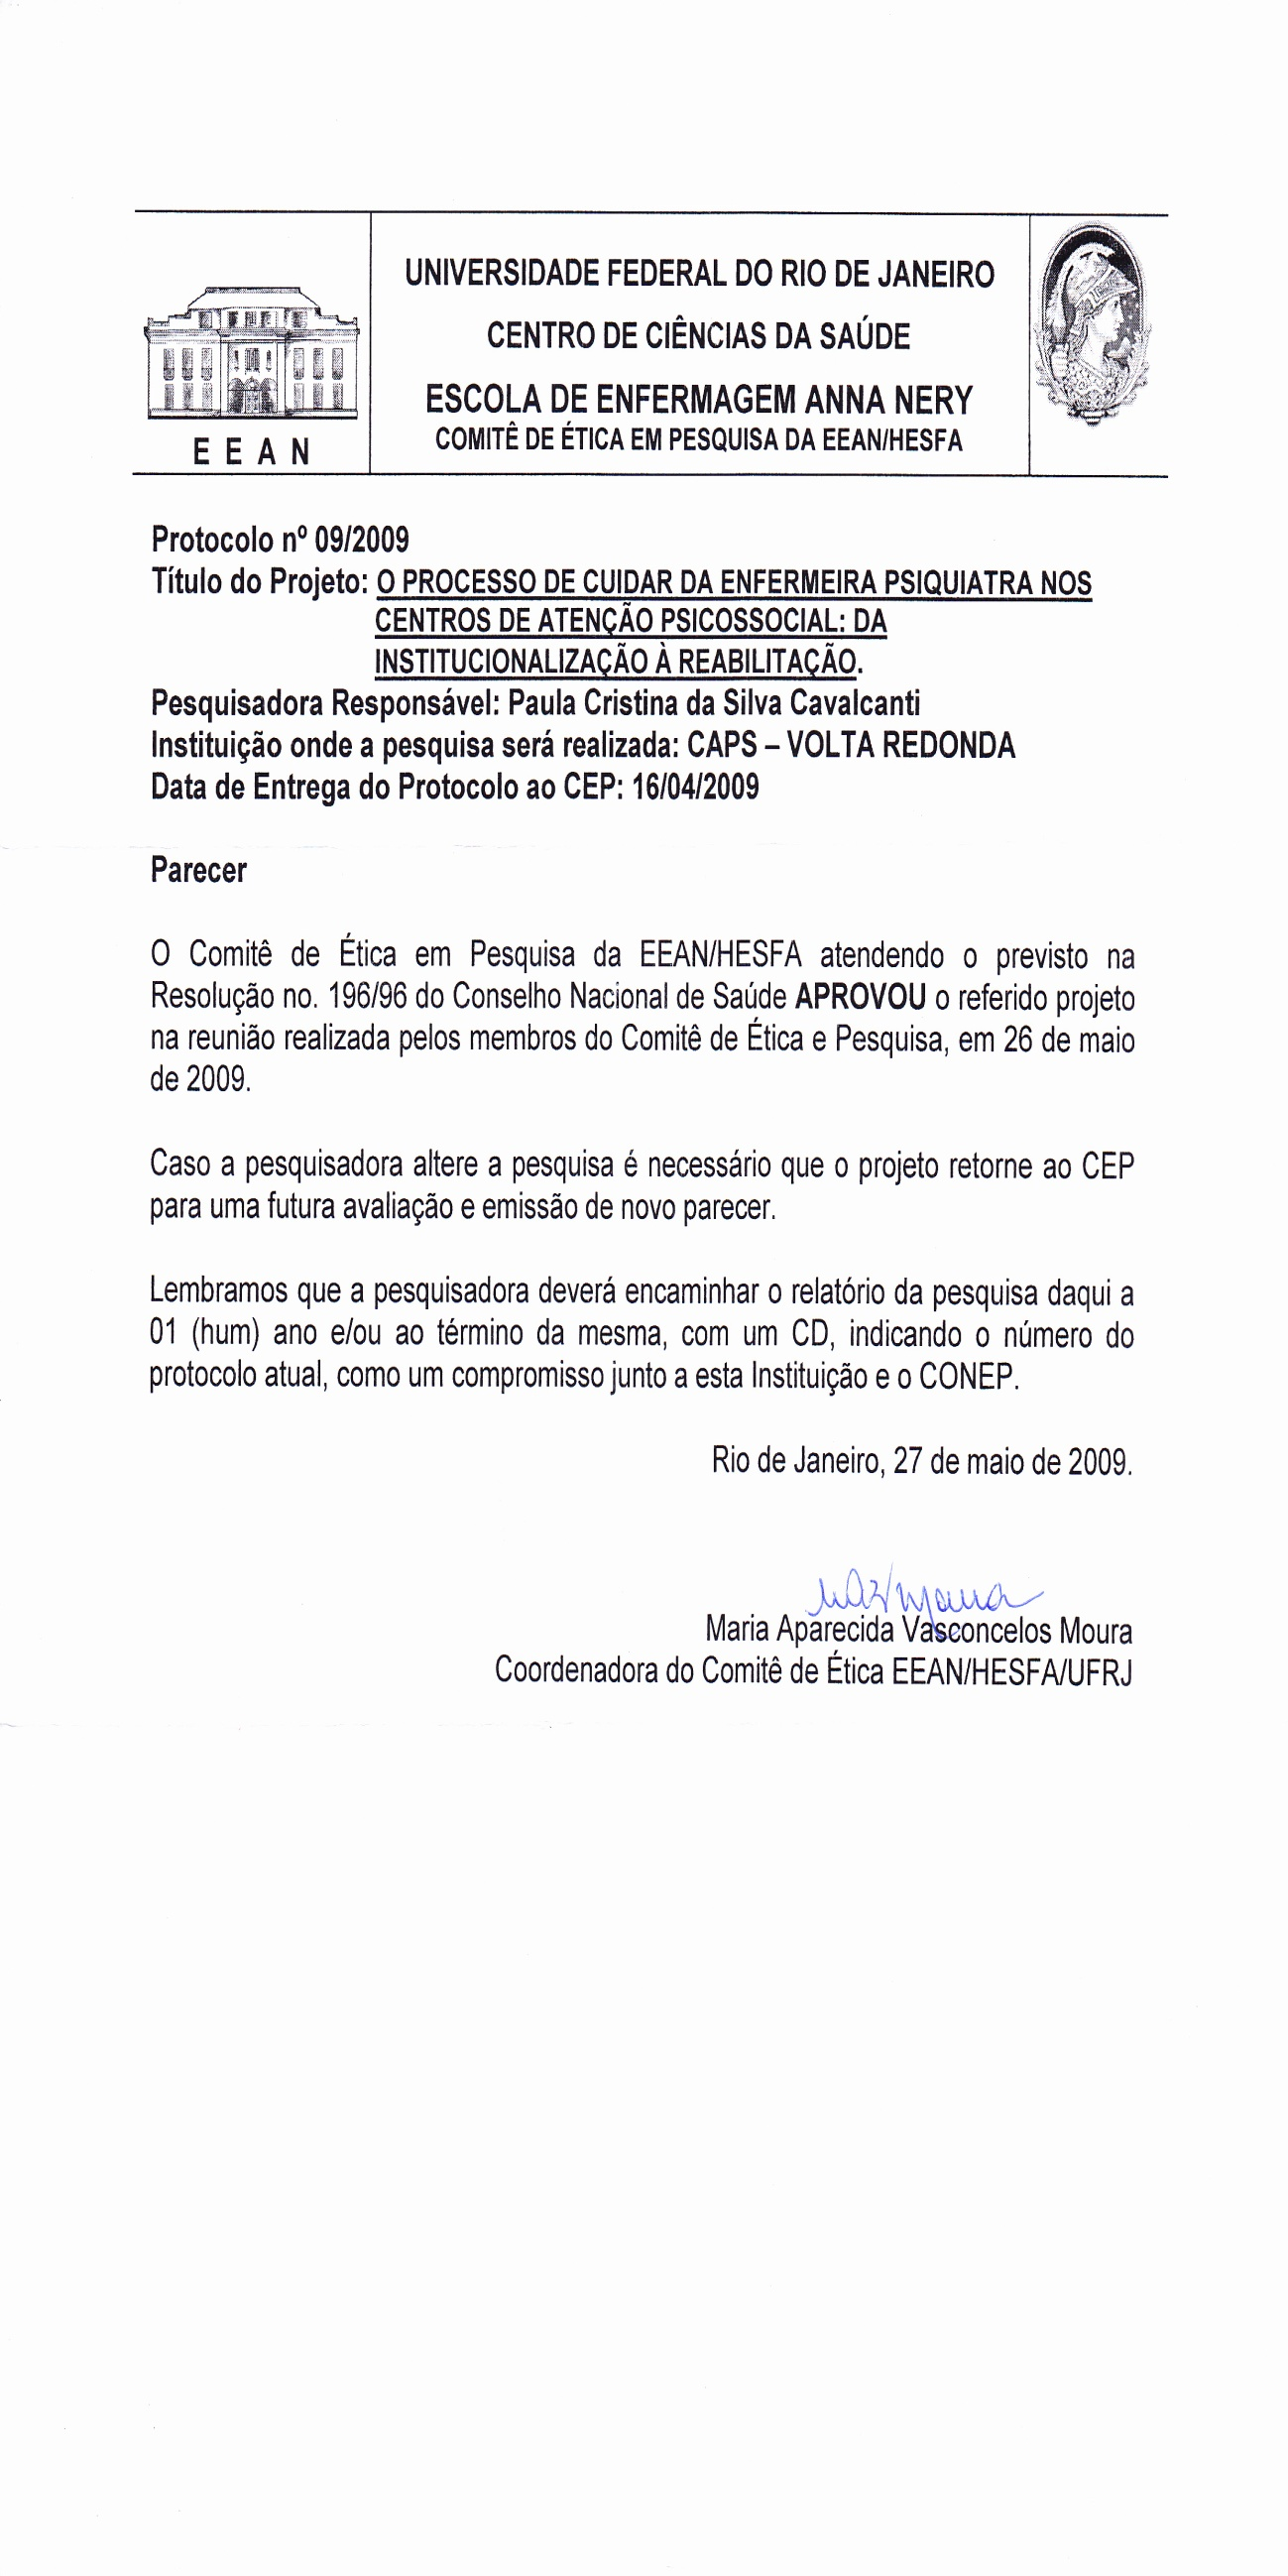 UNIVERSIDADE FEDERAL DO RIO DE JANEIRO
CENTRO DE CIÊNCIAS DA SAÚDE
ESCOLA DE ENFERMAGEM ANNA NERY
COMITÊ DE ÉTICA EM PESQUISA DA EEAN/HESFA
E E A N
Protocolo nº 09/2009
Título do Projeto: O PROCESSO DE CUIDAR DA ENFERMEIRA PSIQUIATRA NOS
CENTROS DE ATENÇÃO PSICOSSOCIAL: DA
INSTITUCIONALIZAÇÃO À REABILITAÇÃO.
Pesquisadora Responsável: Paula Cristina da Silva Cavalcanti
Instituição onde a pesquisa será realizada: CAPS – VOLTA REDONDA
Data de Entrega do Protocolo ao CEP: 16/04/2009
Parecer
O Comitê de Ética em Pesquisa da EEAN/HESFA atendendo o previsto na
Resolução no. 196/96 do Conselho Nacional de Saúde APROVOU o referido projeto
na reunião realizada pelos membros do Comitê de Ética e Pesquisa, em 26 de maio
de 2009.
Caso a pesquisadora altere a pesquisa é necessário que o projeto retorne ao CEP
para uma futura avaliação e emissão de novo parecer.
Lembramos que a pesquisadora deverá encaminhar o relatório da pesquisa daqui a
01 (hum) ano e/ou ao término da mesma, com um CD, indicando o número do
protocolo atual, como um compromisso junto a esta Instituição e o CONEP.
Rio de Janeiro, 27 de maio de 2009.
Maria Aparecida Vasconcelos Moura
Coordenadora do Comitê de Ética EEAN/HESFA/UFRJ